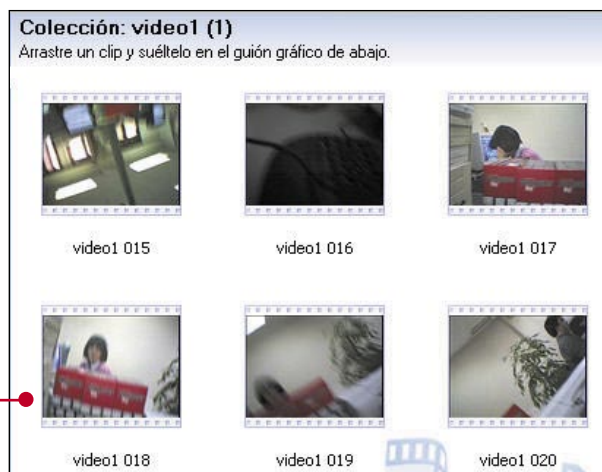 Colección: video1 (1)
Arrastre un clip y suéltelo en el guión gráfico de abajo.
video1 015
video1 016
video1 017
video1 018
video1 019
video1 020